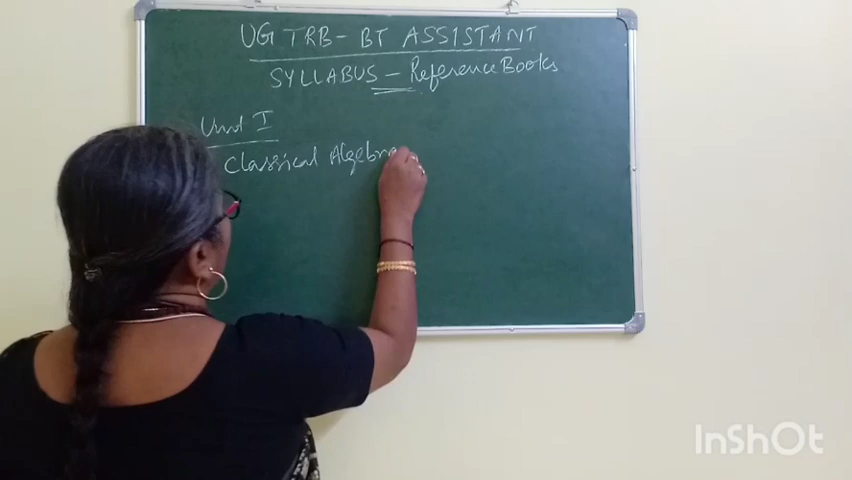 UG TRB - BT ASSISTANT
SYLLABUS - Reference Books
Unit I
Classical Algebra
InShOt